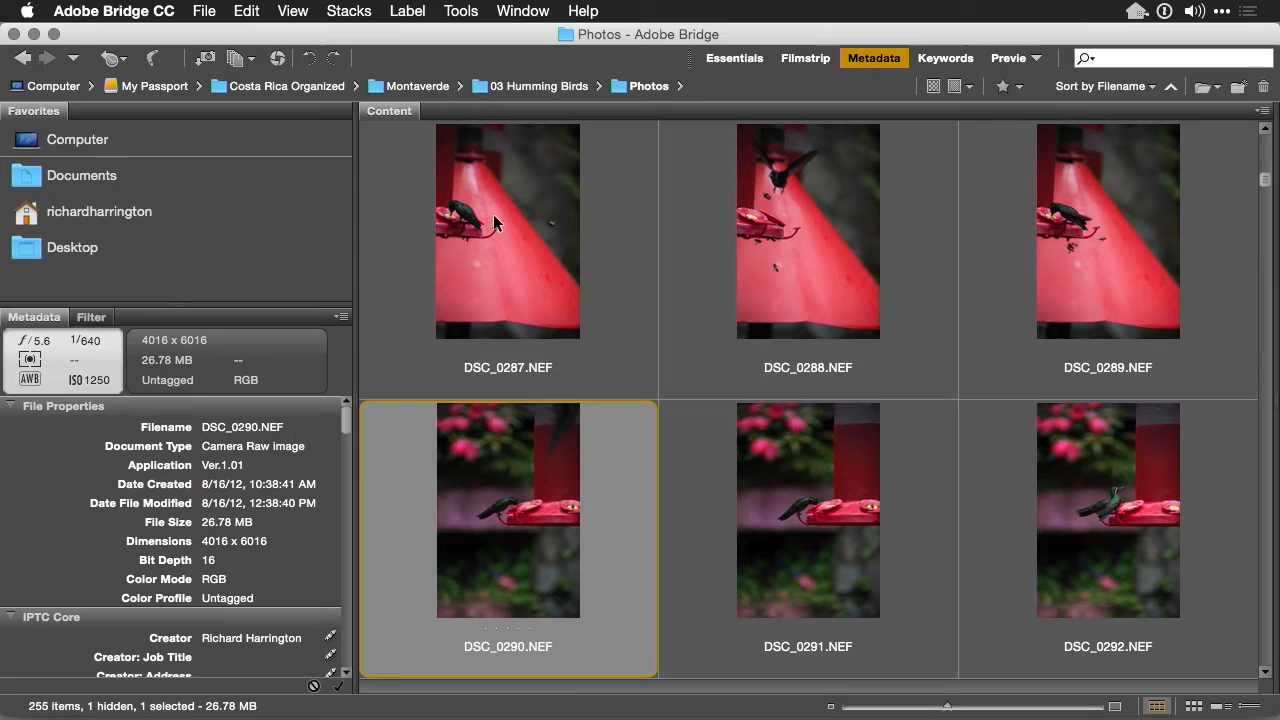 Adobe Bridge CC File Edit View Stacks Label Tools Window Help
Photos - Adobe Bridge
Essentials Filmstrip Metadata Keywords Previe
Computer My Passport Costa Rica Organized Montaverde 03 Humming Birds Photos Sort by Filename
Favorites
Computer
Documents
richardharrington
Desktop
Metadata Filter
f/5.6 1/640
--
AWB ISO1250
4016 x 6016
26.78 MB --
Untagged RGB
File Properties
Filename DSC_0290.NEF
Document Type Camera Raw image
Application Ver.1.01
Date Created 8/16/12, 10:38:41 AM
Date File Modified 8/16/12, 12:38:40 PM
File Size 26.78 MB
Dimensions 4016 x 6016
Bit Depth 16
Color Mode RGB
Color Profile Untagged
IPTC Core
Creator Richard Harrington
Creator: Job Title
Creator: Address
Content
DSC_0287.NEF DSC_0288.NEF DSC_0289.NEF
DSC_0290.NEF DSC_0291.NEF DSC_0292.NEF
255 items, 1 hidden, 1 selected - 26.78 MB